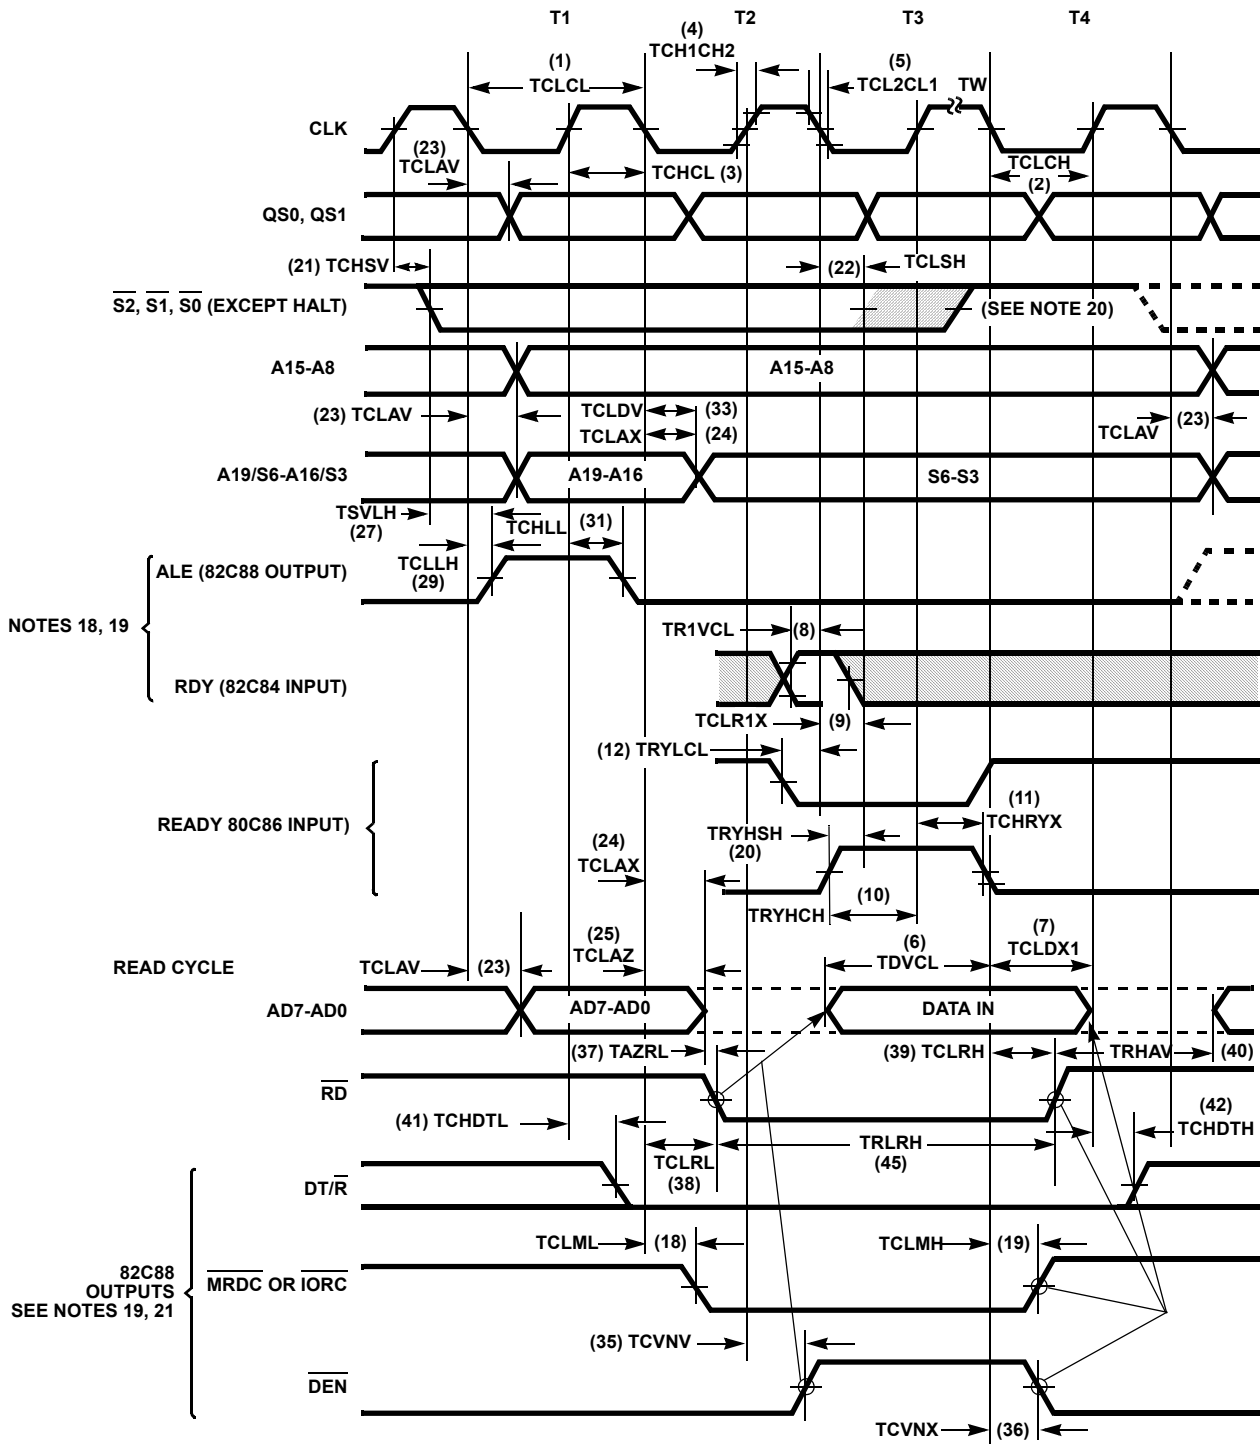 T1 T2 T3 T4
(4)
TCH1CH2
(1)
TCLCL
(5)
TCL2CL1 TW
CLK
(23)
TCLAV
TCHCL (3)
TCLCH
(2)
QS0, QS1
(21) TCHSV
(22) TCLSH
S2, S1, S0 (EXCEPT HALT)
(SEE NOTE 20)
A15-A8
A15-A8
(23) TCLAV
TCLDV (33)
TCLAX (24)
TCLAV (23)
A19/S6-A16/S3
A19-A16
S6-S3
TSVLH
(27)
TCHLL (31)
TCLLH
(29)
ALE (82C88 OUTPUT)
NOTES 18, 19
TR1VCL (8)
RDY (82C84 INPUT)
TCLR1X (9)
(12) TRYLCL
READY 80C86 INPUT)
(11)
TCHRYX
TRYHSH
(20)
(24)
TCLAX
(10)
TRYHCH
READ CYCLE
TCLAV (23)
(25)
TCLAZ
(6)
TDVCL
(7)
TCLDX1
AD7-AD0
AD7-AD0
DATA IN
(37) TAZRL
(39) TCLRH
TRHAV (40)
RD
(41) TCHDTL
(42)
TCHDTH
TCLRL
(38)
TRLRH
(45)
DT/R
TCLML (18)
TCLMH (19)
82C88
OUTPUTS
SEE NOTES 19, 21
MRDC OR IORC
(35) TCVNV
DEN
TCVNX (36)